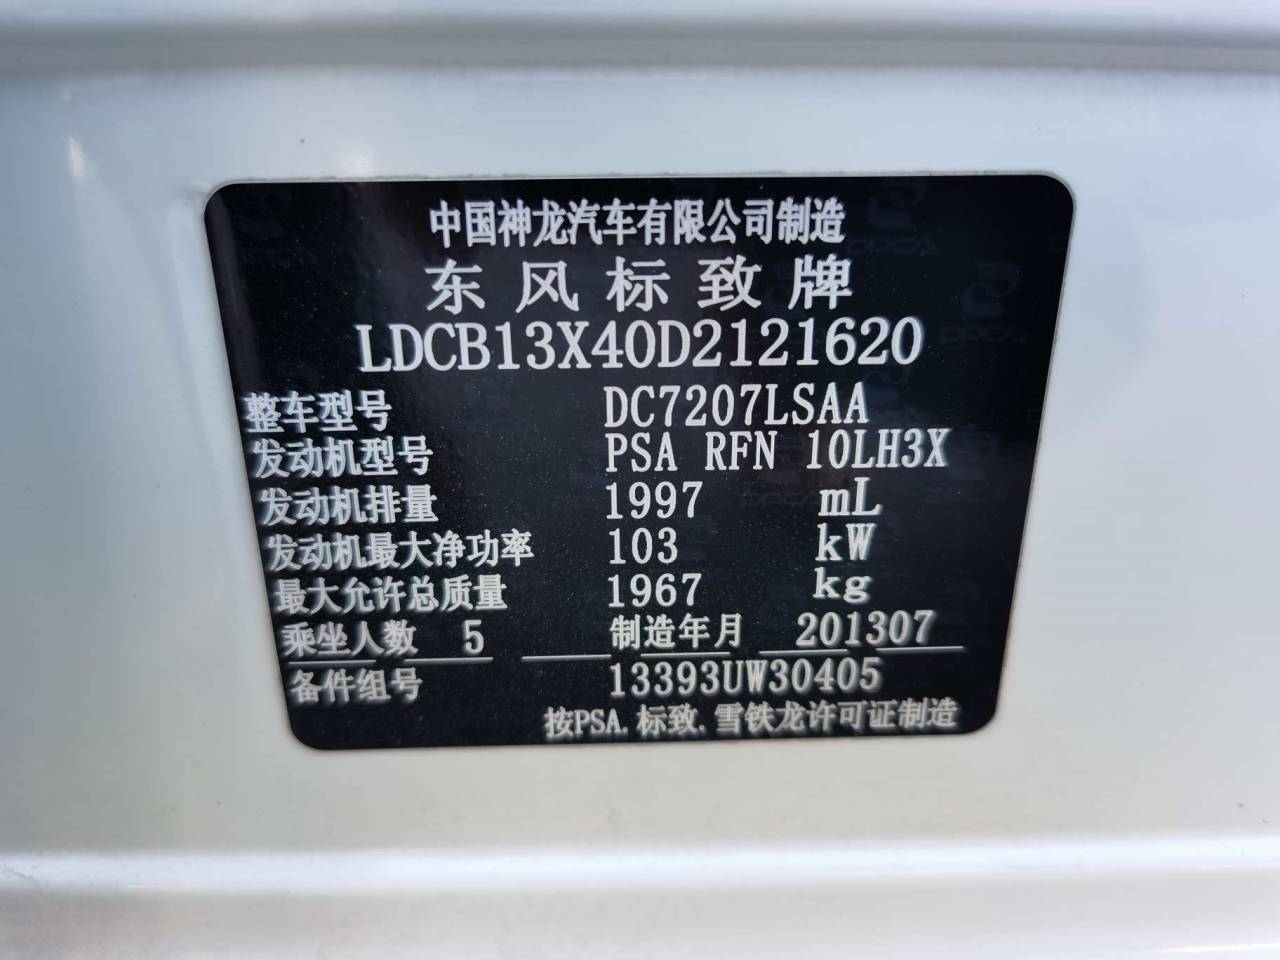 中国神龙汽车有限公司制造
东风标致牌
LDCB13X40D2121620
整车型号 DC7207LSAA
发动机型号 PSA RFN 10LH3X
发动机排量 1997 mL
发动机最大净功率 103 kW
最大允许总质量 1967 kg
乘坐人数 5 制造年月 201307
备件组号 13393UW30405
按PSA.标致.雪铁龙许可证制造